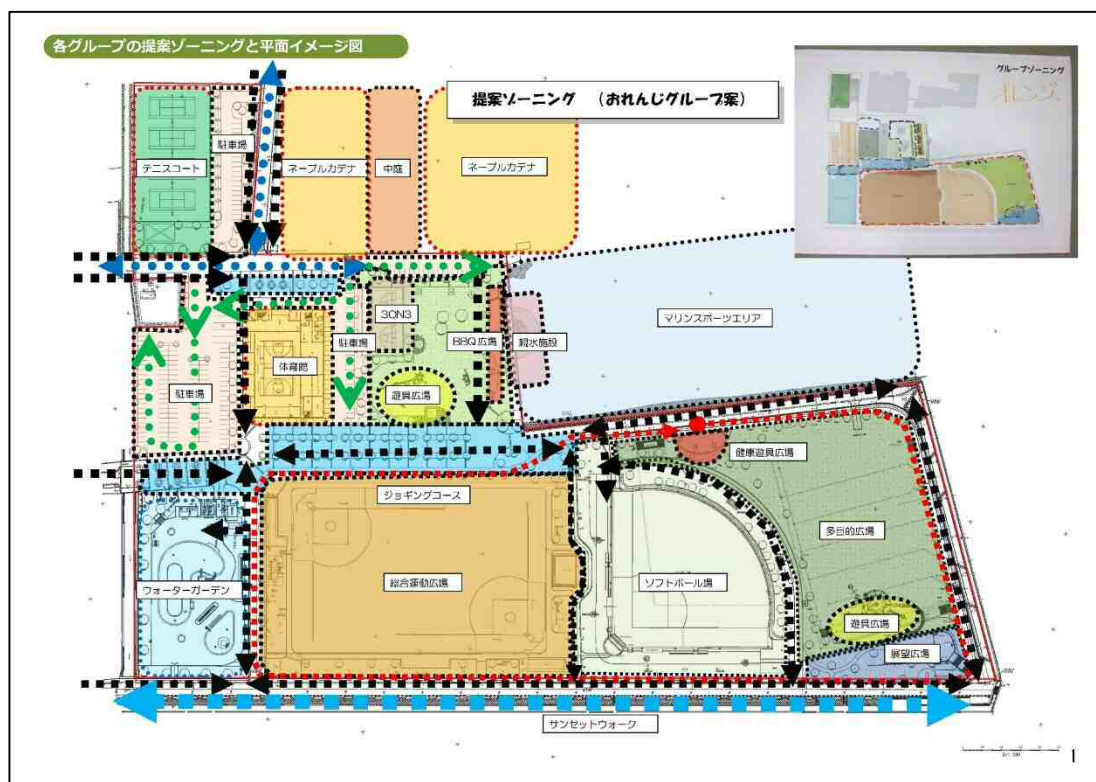 各グループの提案ゾーニングと平面イメージ図
提案ゾーニング （おれんじグループ案）
グループゾーニング
オレンジ
テニスコート
駐車場
ネーブルカデナ
中庭
ネーブルカデナ
3ON3
駐車場
BBQ広場
親水施設
マリンスポーツエリア
体育館
駐車場
遊具広場
健康遊具広場
ジョギングコース
多目的広場
ウォーターガーデン
総合運動広場
ソフトボール場
遊具広場
展望広場
サンセットウォーク
1